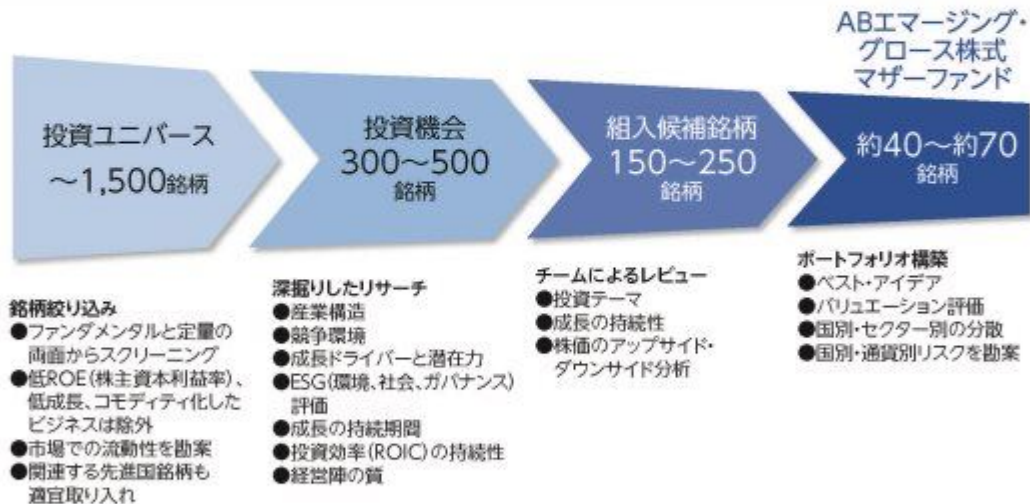 投資ユニバース
～1,500銘柄
投資機会
300～500
銘柄
組入候補銘柄
150～250
銘柄
ABエマージング・
グロース株式
マザーファンド
約40～約70
銘柄
銘柄絞り込み
●ファンダメンタルと定量の
両面からスクリーニング
●低ROE(株主資本利益率)、
低成長、コモディティ化した
ビジネスは除外
●市場での流動性を勘案
●関連する先進国銘柄も
適宜取り入れ
深掘りしたリサーチ
●産業構造
●競争環境
●成長ドライバーと潜在力
●ESG(環境、社会、ガバナンス)
評価
●成長の持続期間
●投資効率(ROIC)の持続性
●経営陣の質
チームによるレビュー
●投資テーマ
●成長の持続性
●株価のアップサイド・
ダウンサイド分析
ポートフォリオ構築
●ベスト・アイデア
●バリュエーション評価
●国別・セクター別の分散
●国別・通貨別リスクを勘案